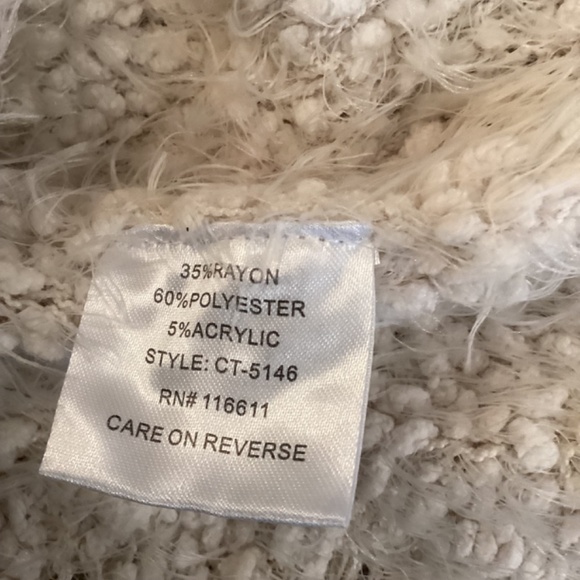 35%RAYON
60%POLYESTER
5%ACRYLIC
STYLE: CT-5146
RN# 116611
CARE ON REVERSE